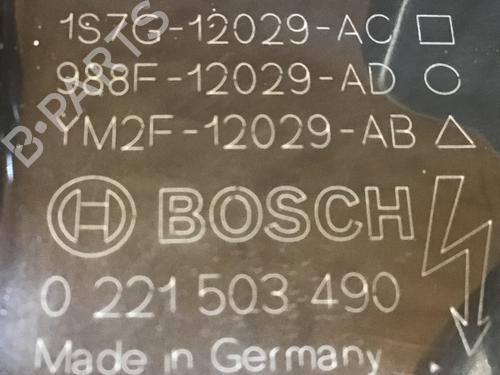 1S7G-12029-AC □
988F-12029-AD ○
YM2F-12029-AB △
BOSCH
0 221 503 490
Made in Germany
B-PARTS